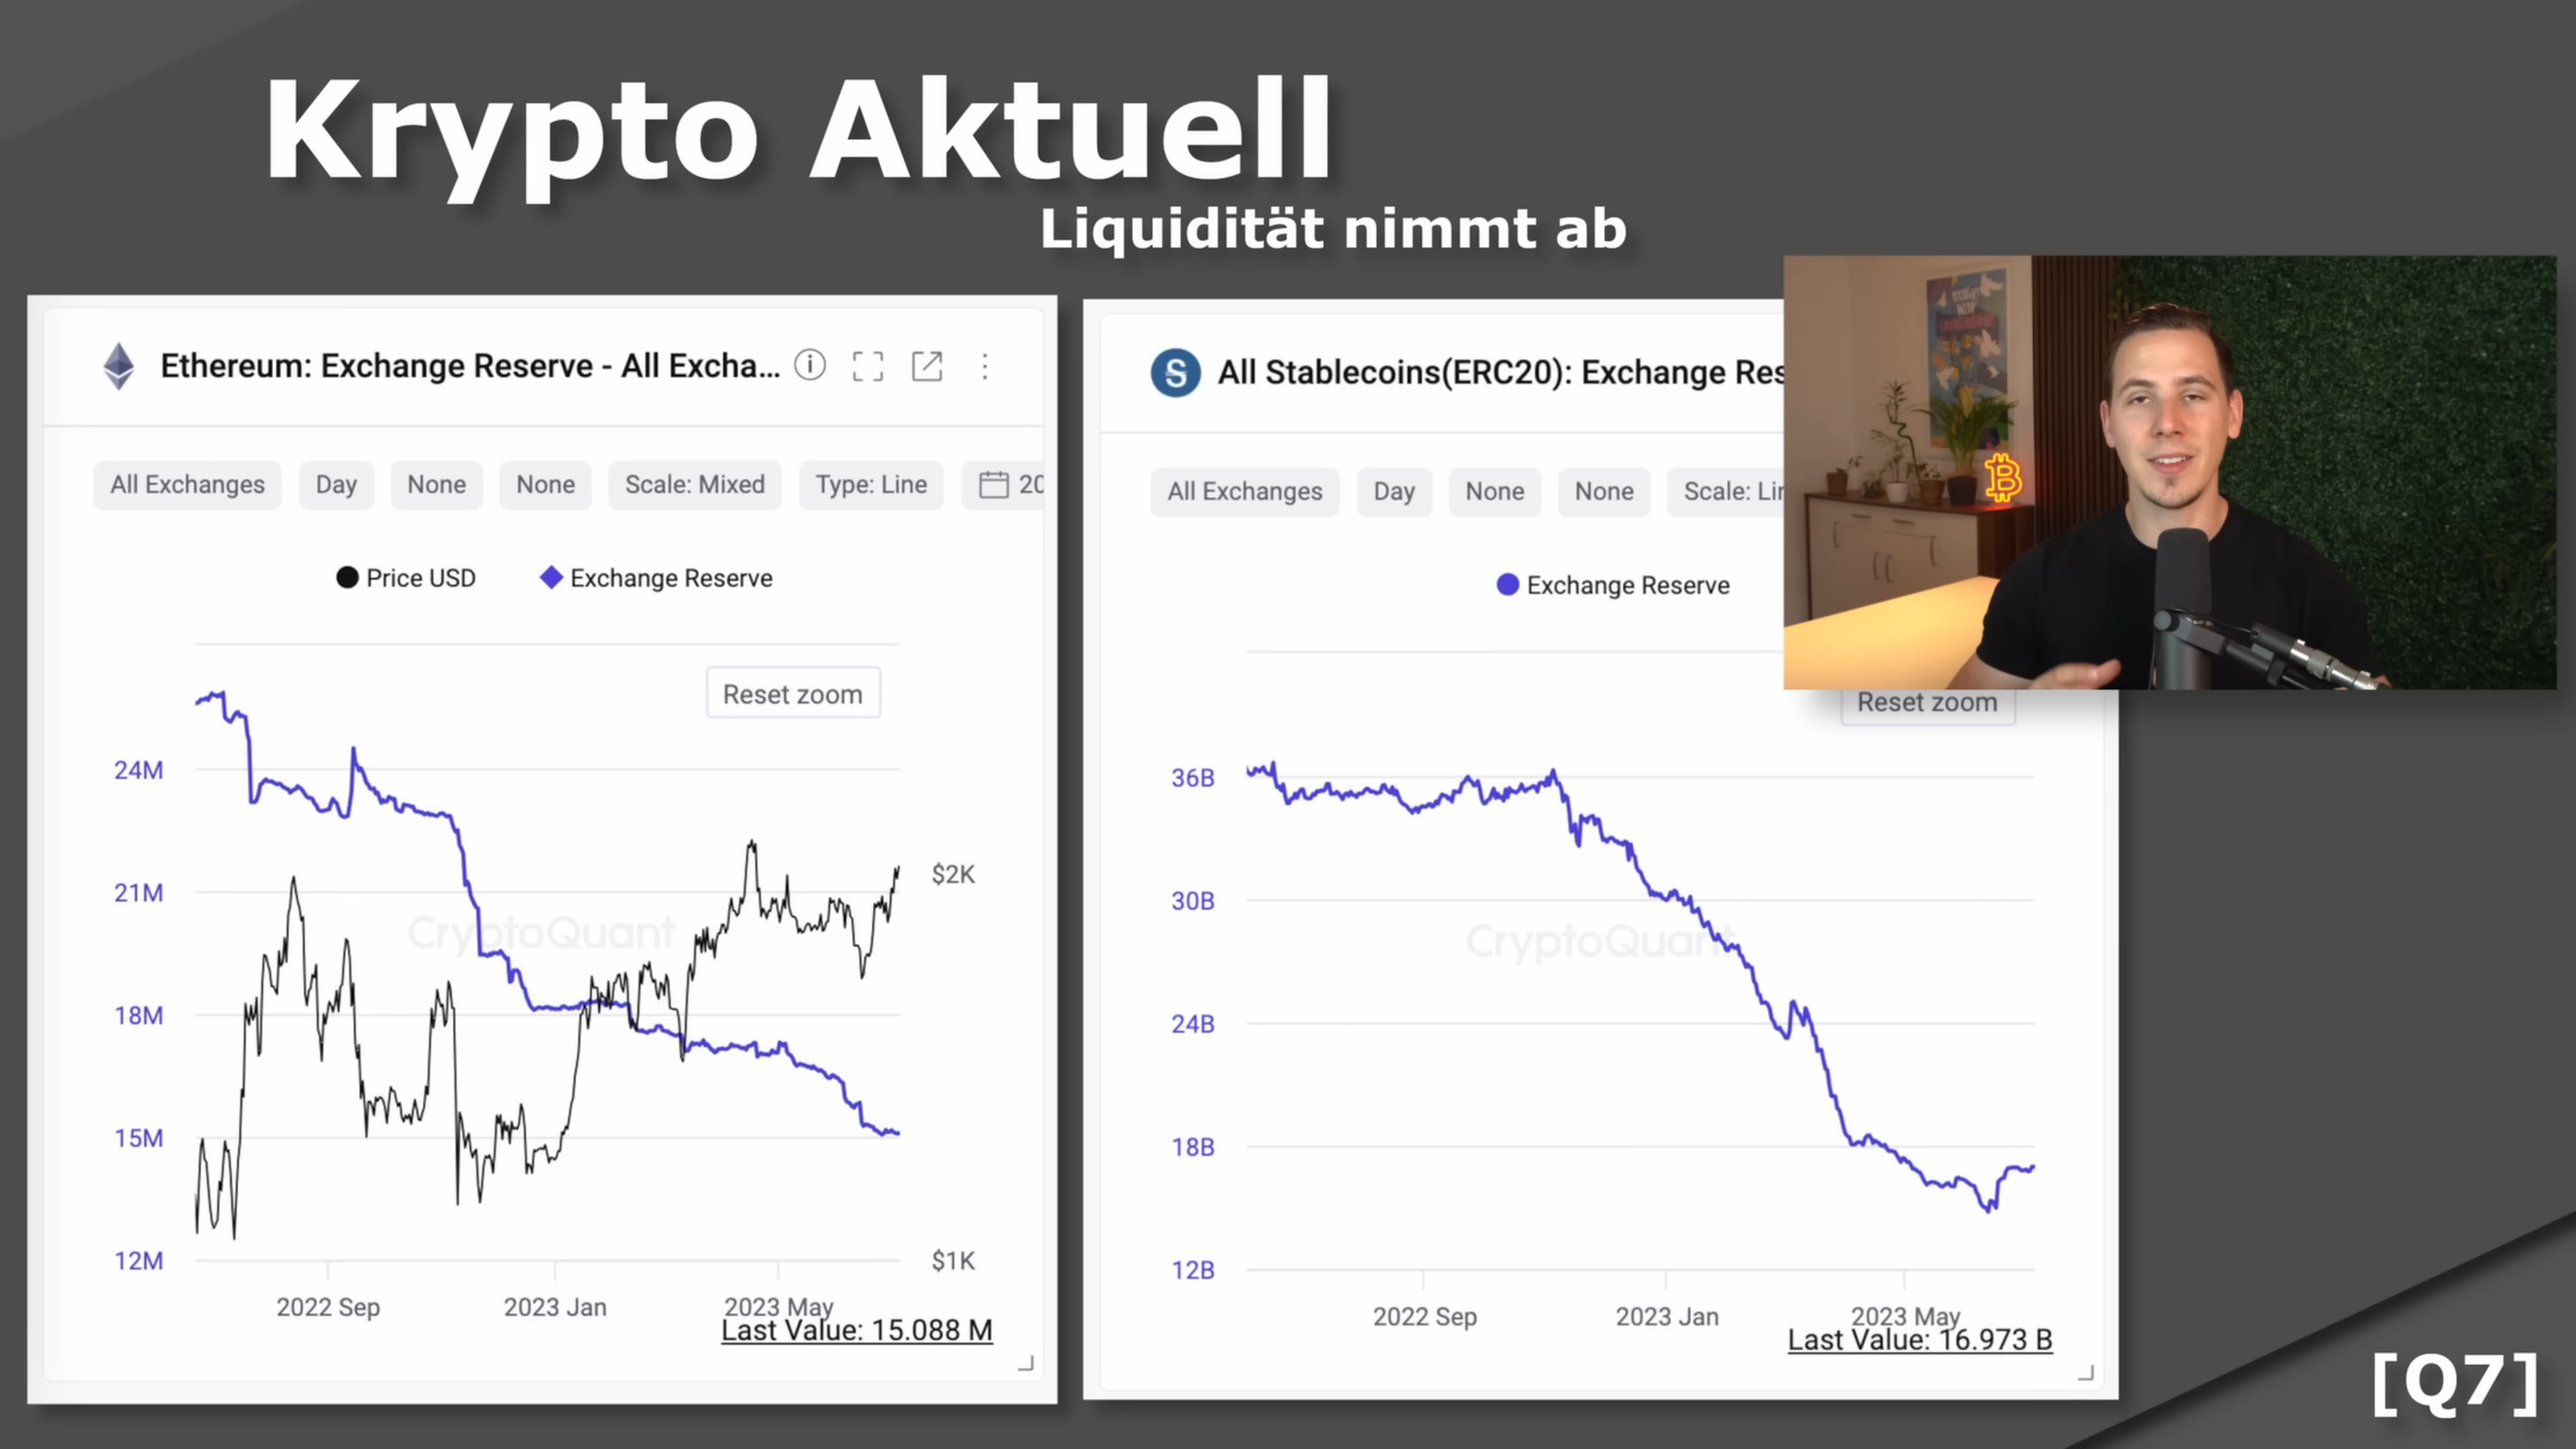 Krypto Aktuell
Liquidität nimmt ab
Ethereum: Exchange Reserve - All Excha...
All Exchanges
Day
None
None
Scale: Mixed
Type: Line
20
Price USD
Exchange Reserve
Reset zoom
24M
21M
18M
15M
12M
$2K
$1K
CryptoQuant
2022 Sep
2023 Jan
2023 May
Last Value: 15.088 M
S
All Stablecoins(ERC20): Exchange Res
All Exchanges
Day
None
None
Scale: Lin
Exchange Reserve
Reset zoom
36B
30B
24B
18B
12B
CryptoQuant
2022 Sep
2023 Jan
2023 May
Last Value: 16.973 B
[Q7]